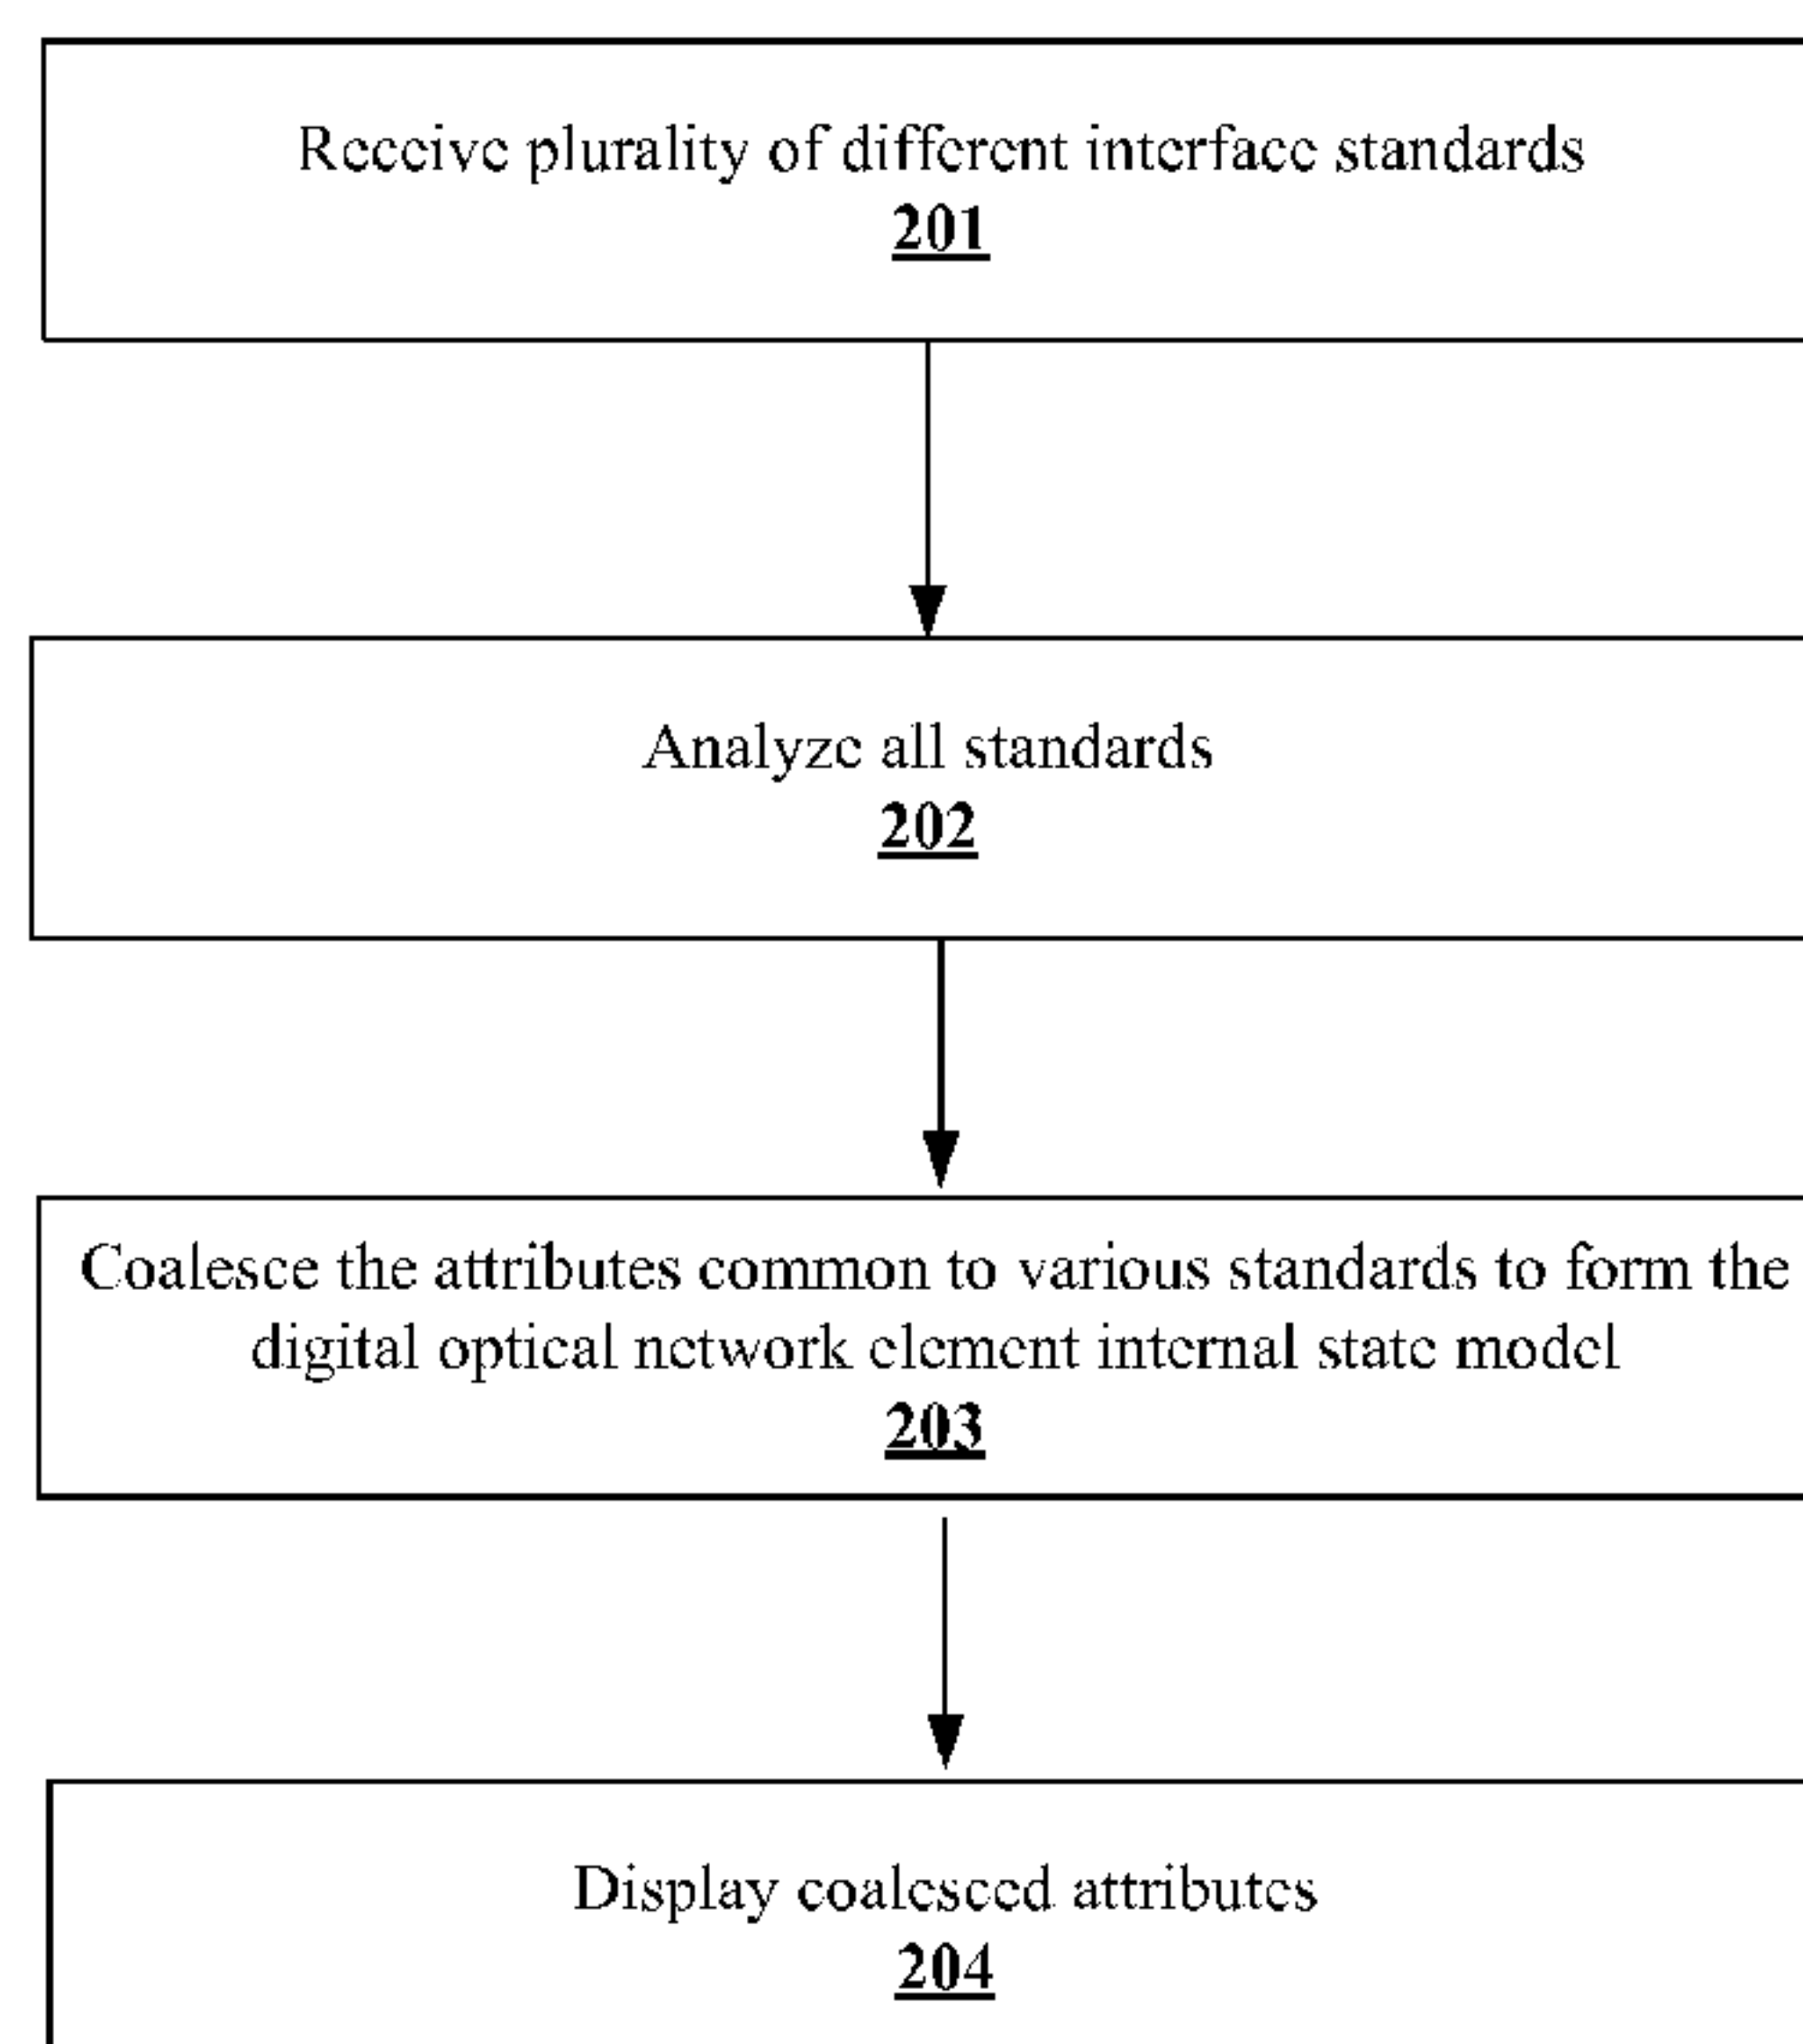 Receive plurality of different interface standards
201
Analyze all standards
202
Coalesce the attributes common to various standards to form the
digital optical network element internal state model
203
Display coalesced attributes
204